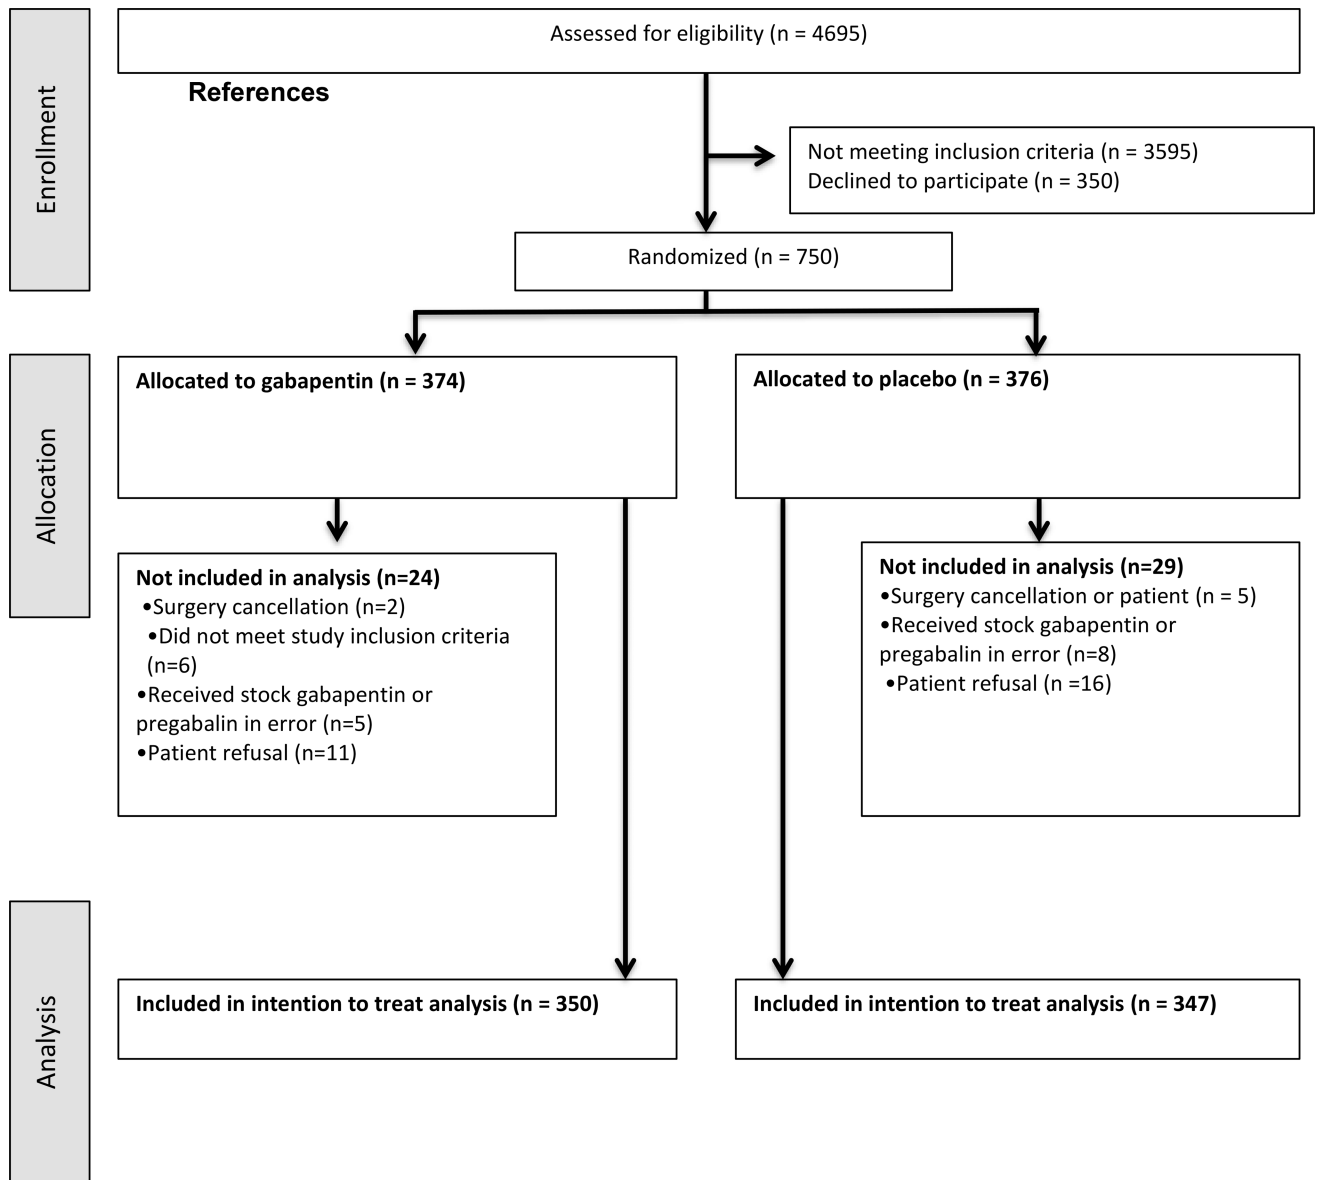 Assessed for eligibility (n = 4695)
References
Enrollment
Not meeting inclusion criteria (n = 3595)
Declined to participate (n = 350)
Randomized (n = 750)
Allocation
Allocated to gabapentin (n = 374)
Allocated to placebo (n = 376)
Not included in analysis (n=24)
•Surgery cancellation (n=2)
•Did not meet study inclusion criteria
(n=6)
•Received stock gabapentin or
pregabalin in error (n=5)
•Patient refusal (n=11)
Not included in analysis (n=29)
•Surgery cancellation or patient (n = 5)
•Received stock gabapentin or
pregabalin in error (n=8)
•Patient refusal (n =16)
Analysis
Included in intention to treat analysis (n = 350)
Included in intention to treat analysis (n = 347)